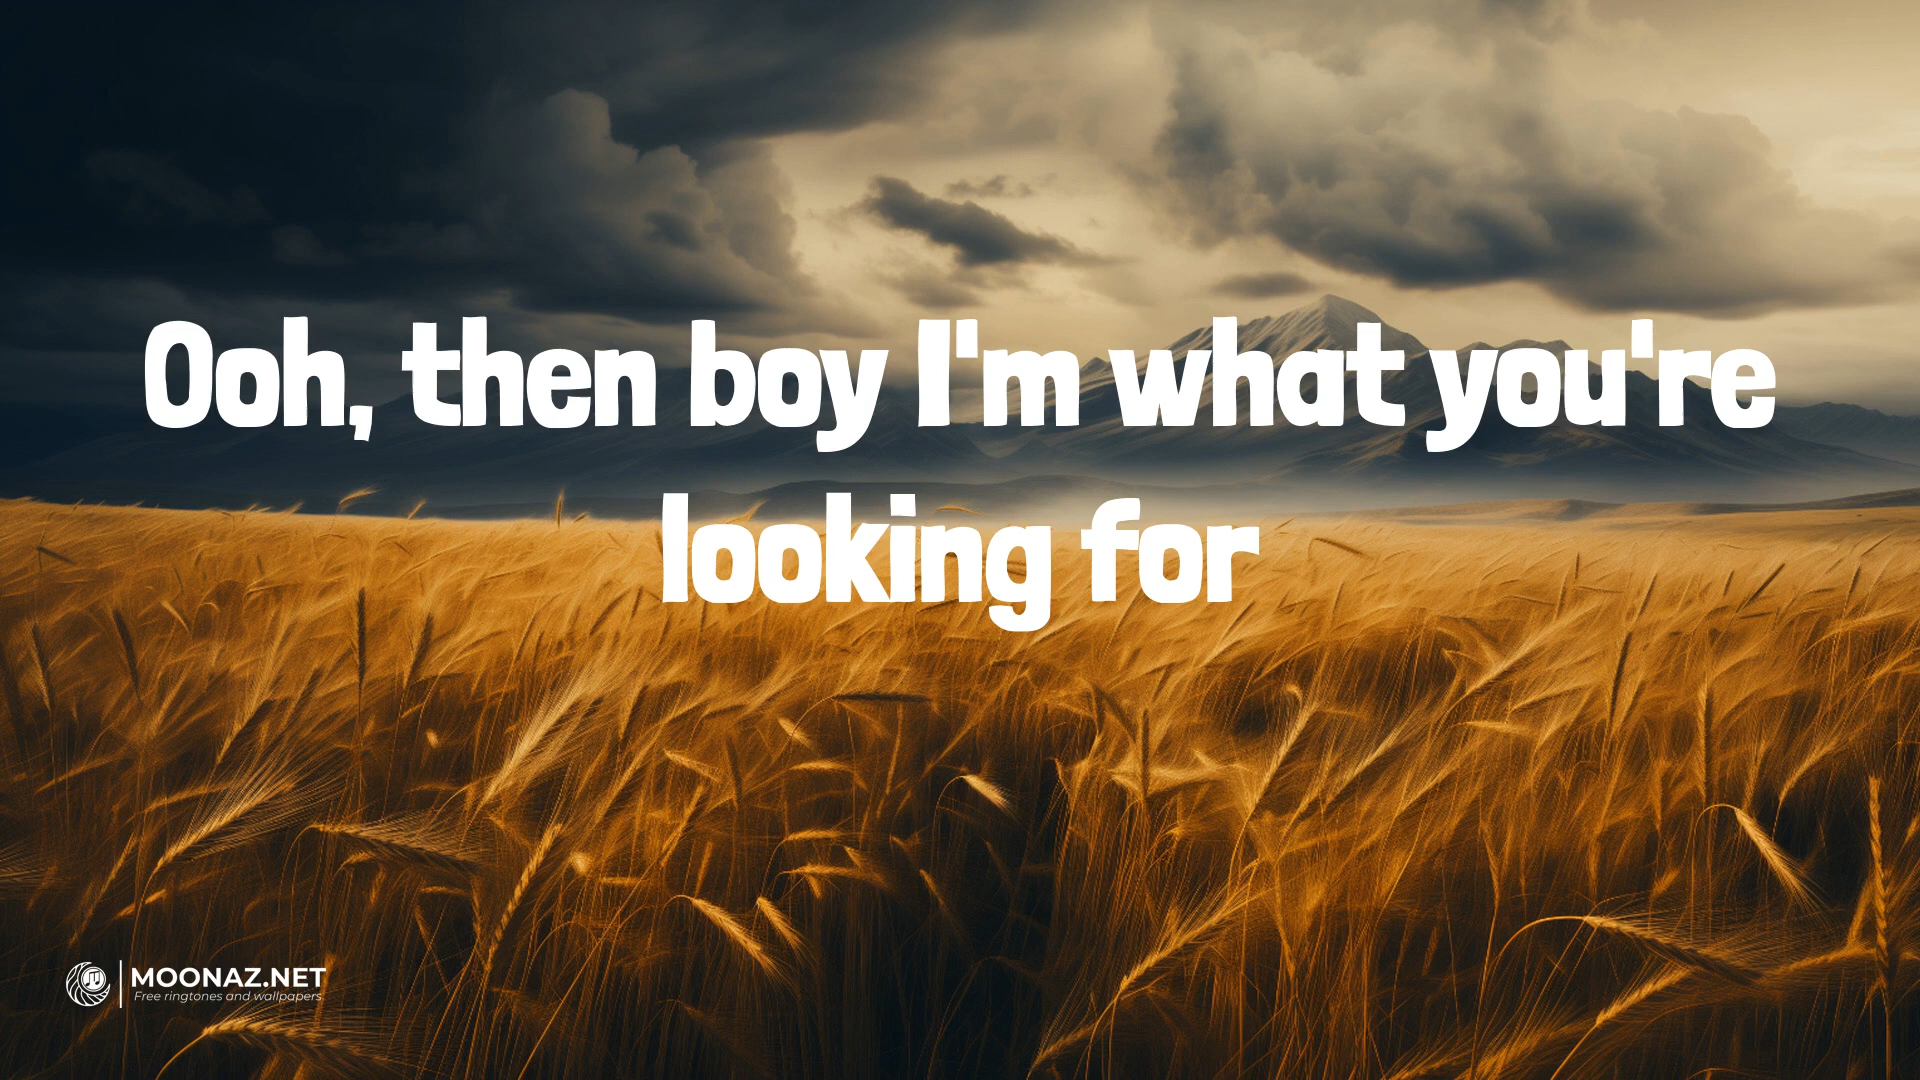 Ooh, then boy I'm what you're
looking for
MOONAZ.NET
Free ringtones and wallpapers